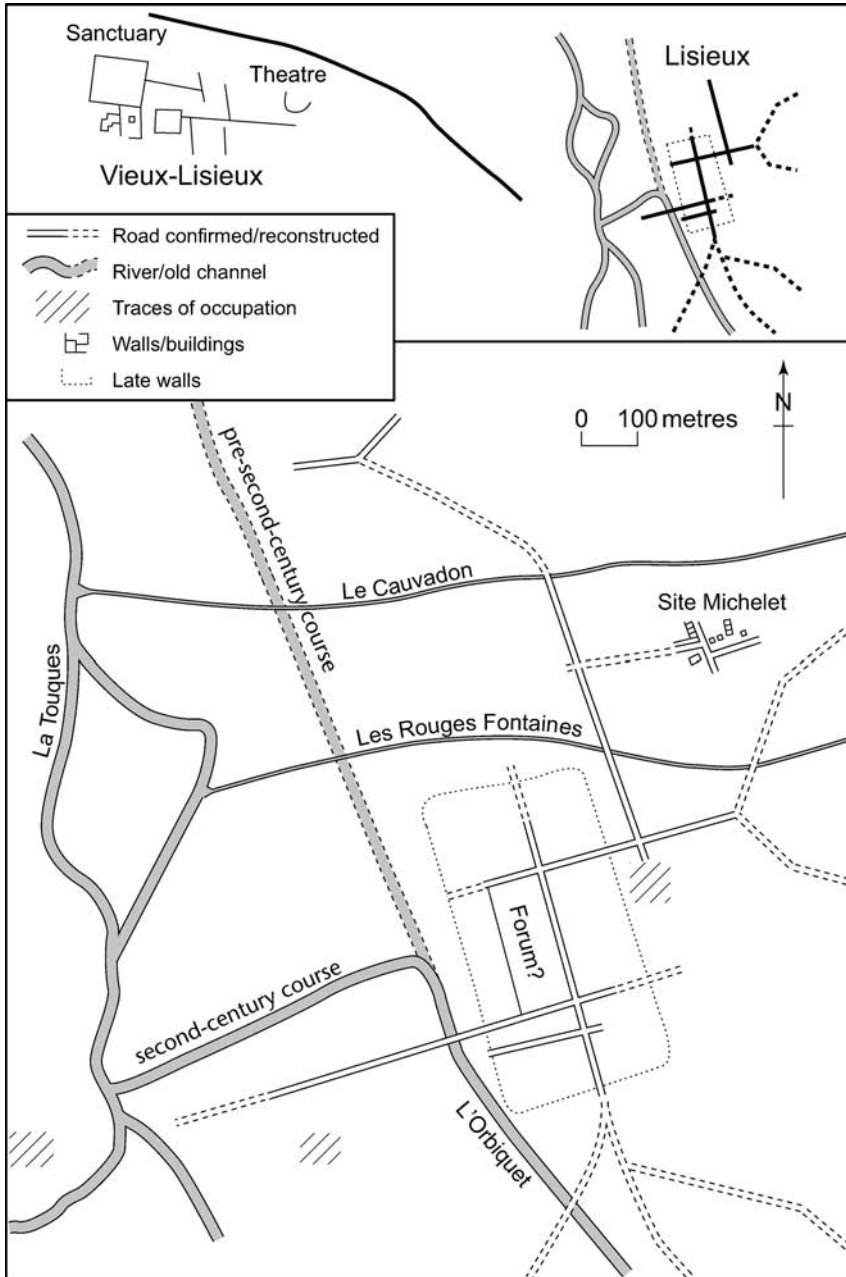 Sanctuary
Theatre
Vieux-Lisieux
Lisieux
Road confirmed/reconstructed
River/old channel
Traces of occupation
Walls/buildings
Late walls
0 100 metres
N
pre-second-century course
Le Cauvadon
Site Michelet
La Touques
Les Rouges Fontaines
Forum?
second-century course
L'Orbiquet